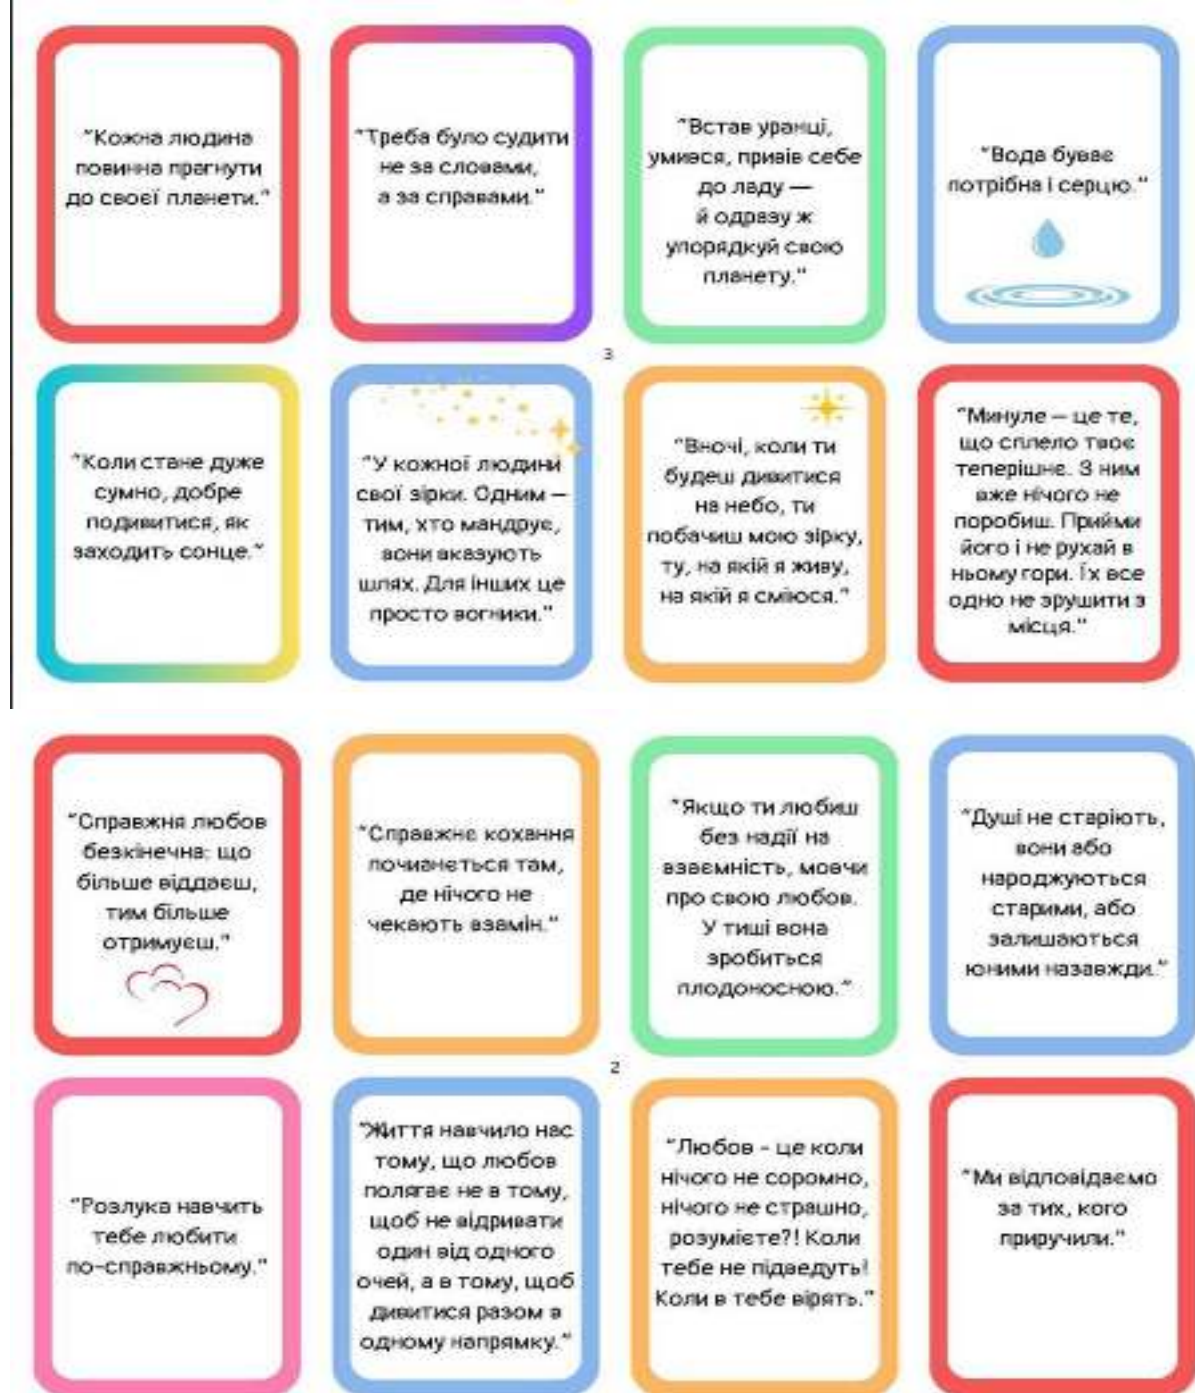 “Кожна людина
повинна прагнути
до своєї планети.”
“Треба було судити
не за словами,
а за справами.”
“Встав уранці,
умився, привів себе
до ладу —
й одразу ж
упорядкуй свою
планету.”
“Вода буває
потрібна і серцю.”
3
“Коли стане дуже
сумно, добре
подивитися, як
заходить сонце.”
“У кожної людини
свої зірки. Одним —
тим, хто мандрує,
вони вказують
шлях. Для інших це
просто вогники.”
“Вночі, коли ти
будеш дивитися
на небо, ти
побачиш мою зірку,
ту, на якій я живу,
на якій я сміюся.”
“Минуле — це те,
що сплело твоє
теперішнє. З ним
вже нічого не
поробиш. Прийми
його і не рухай в
ньому гори. Їх все
одно не зрушити з
місця.”
“Справжня любов
безкінечна: що
більше віддаєш,
тим більше
отримуєш.”
“Справжнє кохання
починається там,
де нічого не
чекають взамін.”
“Якщо ти любиш
без надії на
взаємність, мовчи
про свою любов.
У тиші вона
зробиться
плодоносною.”
“Душі не старіють,
вони або
народжуються
старими, або
залишаються
юними назавжди.”
2
“Розлука навчить
тебе любити
по-справжньому.”
“Життя навчило нас
тому, що любов
полягає не в тому,
щоб не відривати
один від одного
очей, а в тому, щоб
дивитися разом в
одному напрямку.”
“Любов - це коли
нічого не соромно,
нічого не страшно,
розумієте?! Коли
тебе не підведуть!
Коли в тебе вірять.”
“Ми відповідаємо
за тих, кого
приручили.”